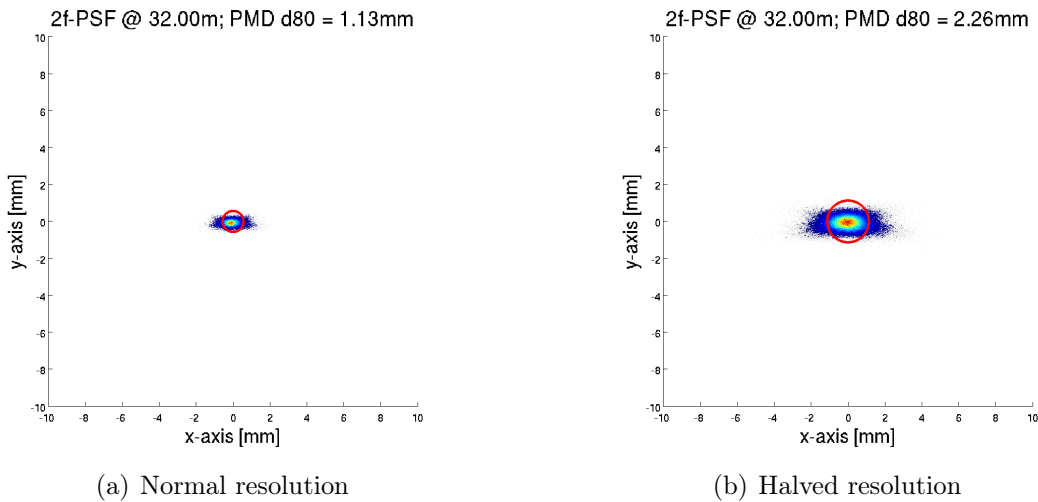 2f-PSF @ 32.00m; PMD d80 = 1.13mm
10
8
6
4
2
0
-2
-4
-6
-8
-10
y-axis [mm]
-10 -8 -6 -4 -2 0 2 4 6 8 10
x-axis [mm]
(a) Normal resolution
2f-PSF @ 32.00m; PMD d80 = 2.26mm
10
8
6
4
2
0
-2
-4
-6
-8
-10
y-axis [mm]
-10 -8 -6 -4 -2 0 2 4 6 8 10
x-axis [mm]
(b) Halved resolution